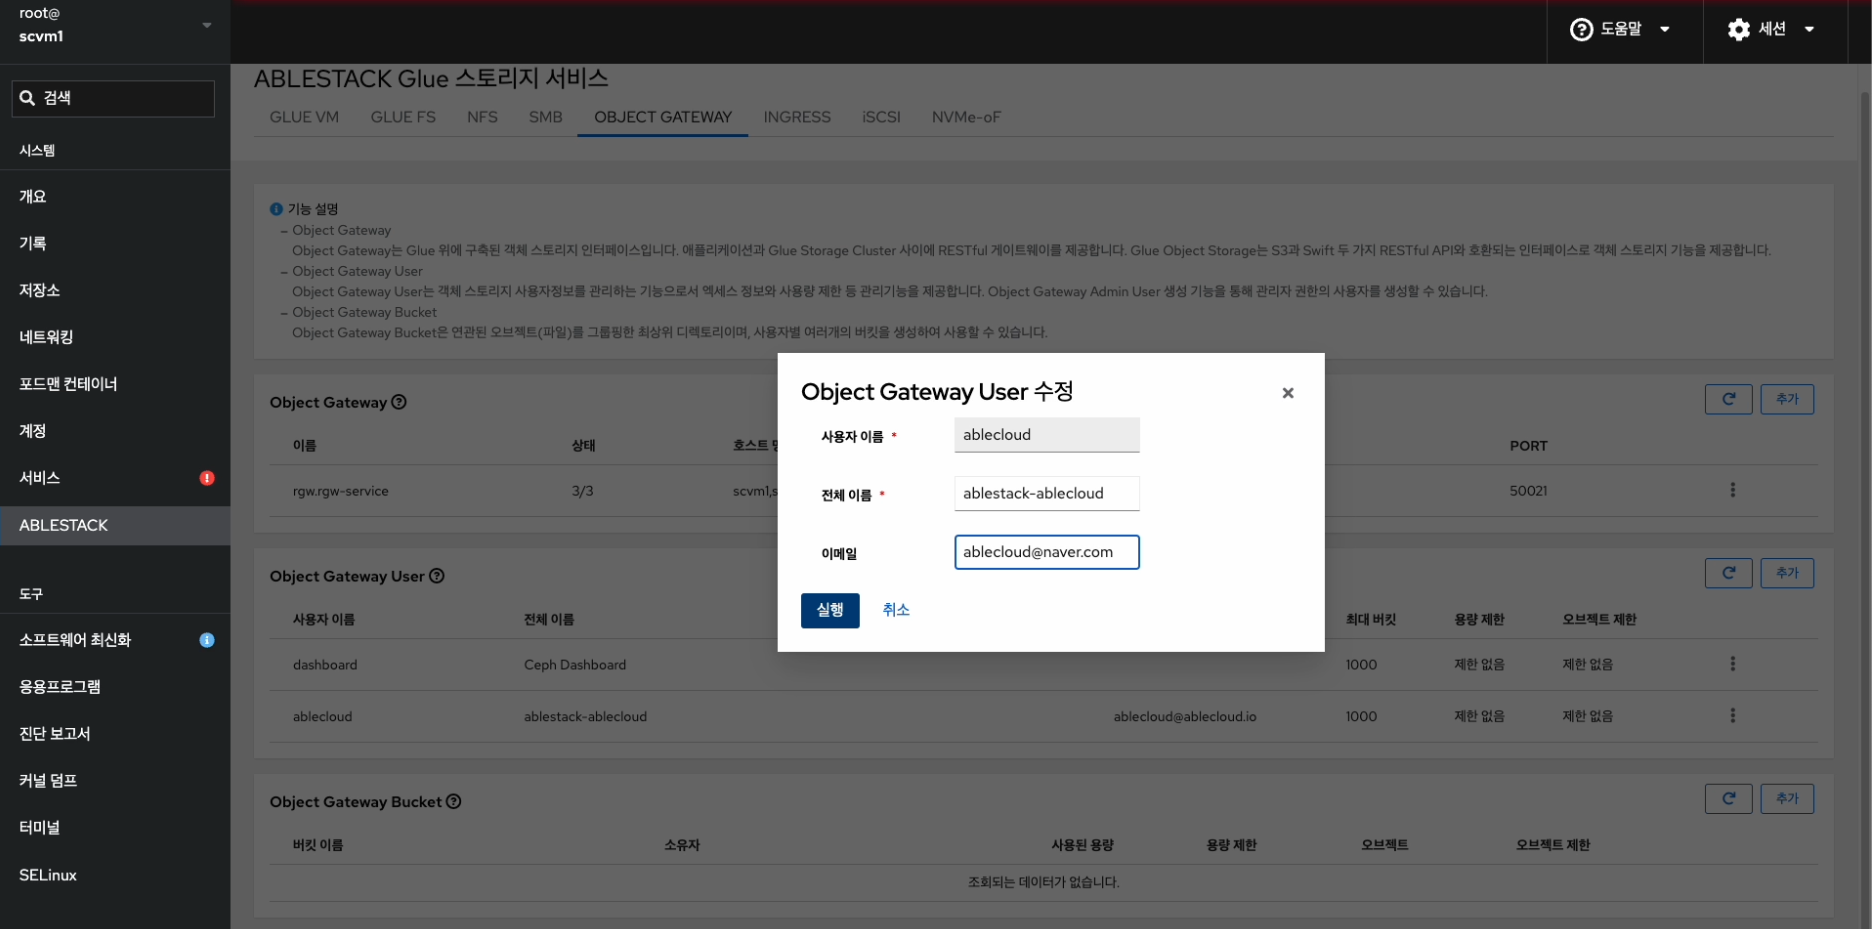 root@
scvm1
도움말
세션
검색
시스템
개요
기록
저장소
네트워킹
포드맨 컨테이너
계정
서비스
ABLESTACK
도구
소프트웨어 최신화
응용프로그램
진단 보고서
커널 덤프
터미널
SELinux
ABLESTACK Glue 스토리지 서비스
GLUE VM GLUE FS NFS SMB OBJECT GATEWAY INGRESS iSCSI NVMe-oF
기능 설명
– Object Gateway
Object Gateway는 Glue 위에 구축된 객체 스토리지 인터페이스입니다. 애플리케이션과 Glue Storage Cluster 사이에 RESTful 게이트웨이를 제공합니다. Glue Object Storage는 S3과 Swift 두 가지 RESTful API와 호환되는 인터페이스로 객체 스토리지 기능을 제공합니다.
– Object Gateway User
Object Gateway User는 객체 스토리지 사용자정보를 관리하는 기능으로서 엑세스 정보와 사용량 제한 등 관리기능을 제공합니다. Object Gateway Admin User 생성 기능을 통해 관리자 권한의 사용자를 생성할 수 있습니다.
– Object Gateway Bucket
Object Gateway Bucket은 연관된 오브젝트(파일)를 그룹핑한 최상위 디렉토리이며, 사용자별 여러개의 버킷을 생성하여 사용할 수 있습니다.
Object Gateway
추가
이름 상태 호스트 PORT
rgw.rgw-service 3/3 scvm1,s 50021
Object Gateway User 수정
사용자 이름 * ablecloud
전체 이름 * ablestack-ablecloud
이메일 ablecloud@naver.com
실행 취소
Object Gateway User
추가
사용자 이름 전체 이름 최대 버킷 용량 제한 오브젝트 제한
dashboard Ceph Dashboard 1000 제한 없음 제한 없음
ablecloud ablestack-ablecloud ablecloud@ablecloud.io 1000 제한 없음 제한 없음
Object Gateway Bucket
추가
버킷 이름 소유자 사용된 용량 용량 제한 오브젝트 오브젝트 제한
조회되는 데이터가 없습니다.